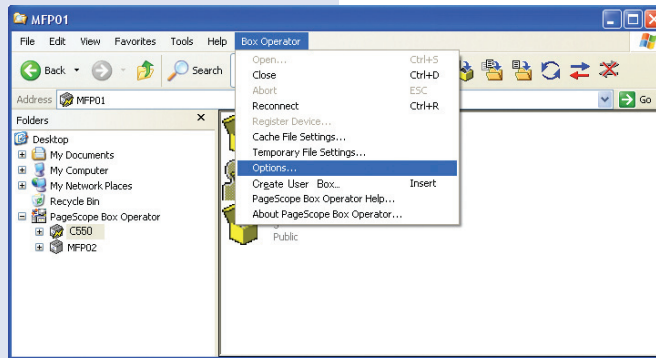 MFP01
File Edit View Favorites Tools Help Box Operator
Back Search
Address MFP01 Go
Folders x
Desktop
My Documents
My Computer
My Network Places
Recycle Bin
PageScope Box Operator
C550
MFP02
Open... Ctrl+S
Close Ctrl+D
Abort ESC
Reconnect Ctrl+R
Register Device...
Cache File Settings...
Temporary File Settings...
Options...
Create User Box... Insert
PageScope Box Operator Help...
About PageScope Box Operator...
Public